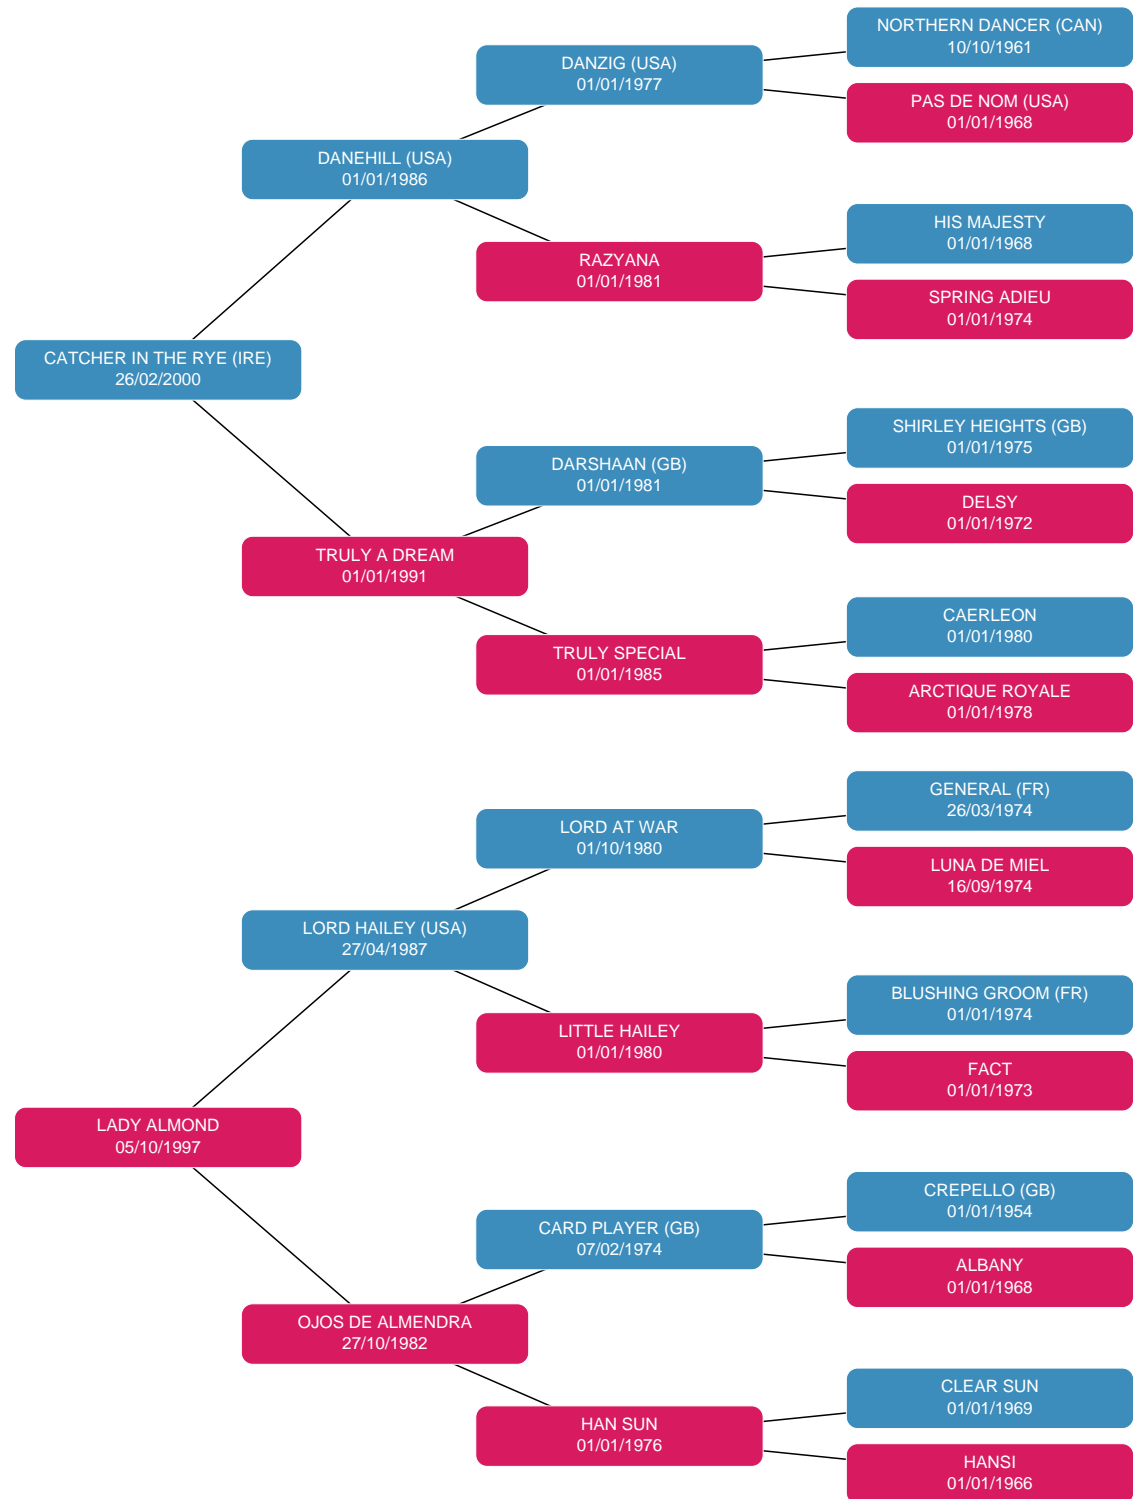 NORTHERN DANCER (CAN)
10/10/1961
DANZIG (USA)
01/01/1977
PAS DE NOM (USA)
01/01/1968
DANEHILL (USA)
01/01/1986
HIS MAJESTY
01/01/1968
RAZYANA
01/01/1981
SPRING ADIEU
01/01/1974
CATCHER IN THE RYE (IRE)
26/02/2000
SHIRLEY HEIGHTS (GB)
01/01/1975
DARSHAAN (GB)
01/01/1981
DELSY
01/01/1972
TRULY A DREAM
01/01/1991
CAERLEON
01/01/1980
TRULY SPECIAL
01/01/1985
ARCTIQUE ROYALE
01/01/1978
GENERAL (FR)
26/03/1974
LORD AT WAR
01/10/1980
LUNA DE MIEL
16/09/1974
LORD HAILEY (USA)
27/04/1987
BLUSHING GROOM (FR)
01/01/1974
LITTLE HAILEY
01/01/1980
FACT
01/01/1973
LADY ALMOND
05/10/1997
CREPELLO (GB)
01/01/1954
CARD PLAYER (GB)
07/02/1974
ALBANY
01/01/1968
OJOS DE ALMENDRA
27/10/1982
CLEAR SUN
01/01/1969
HAN SUN
01/01/1976
HANSI
01/01/1966